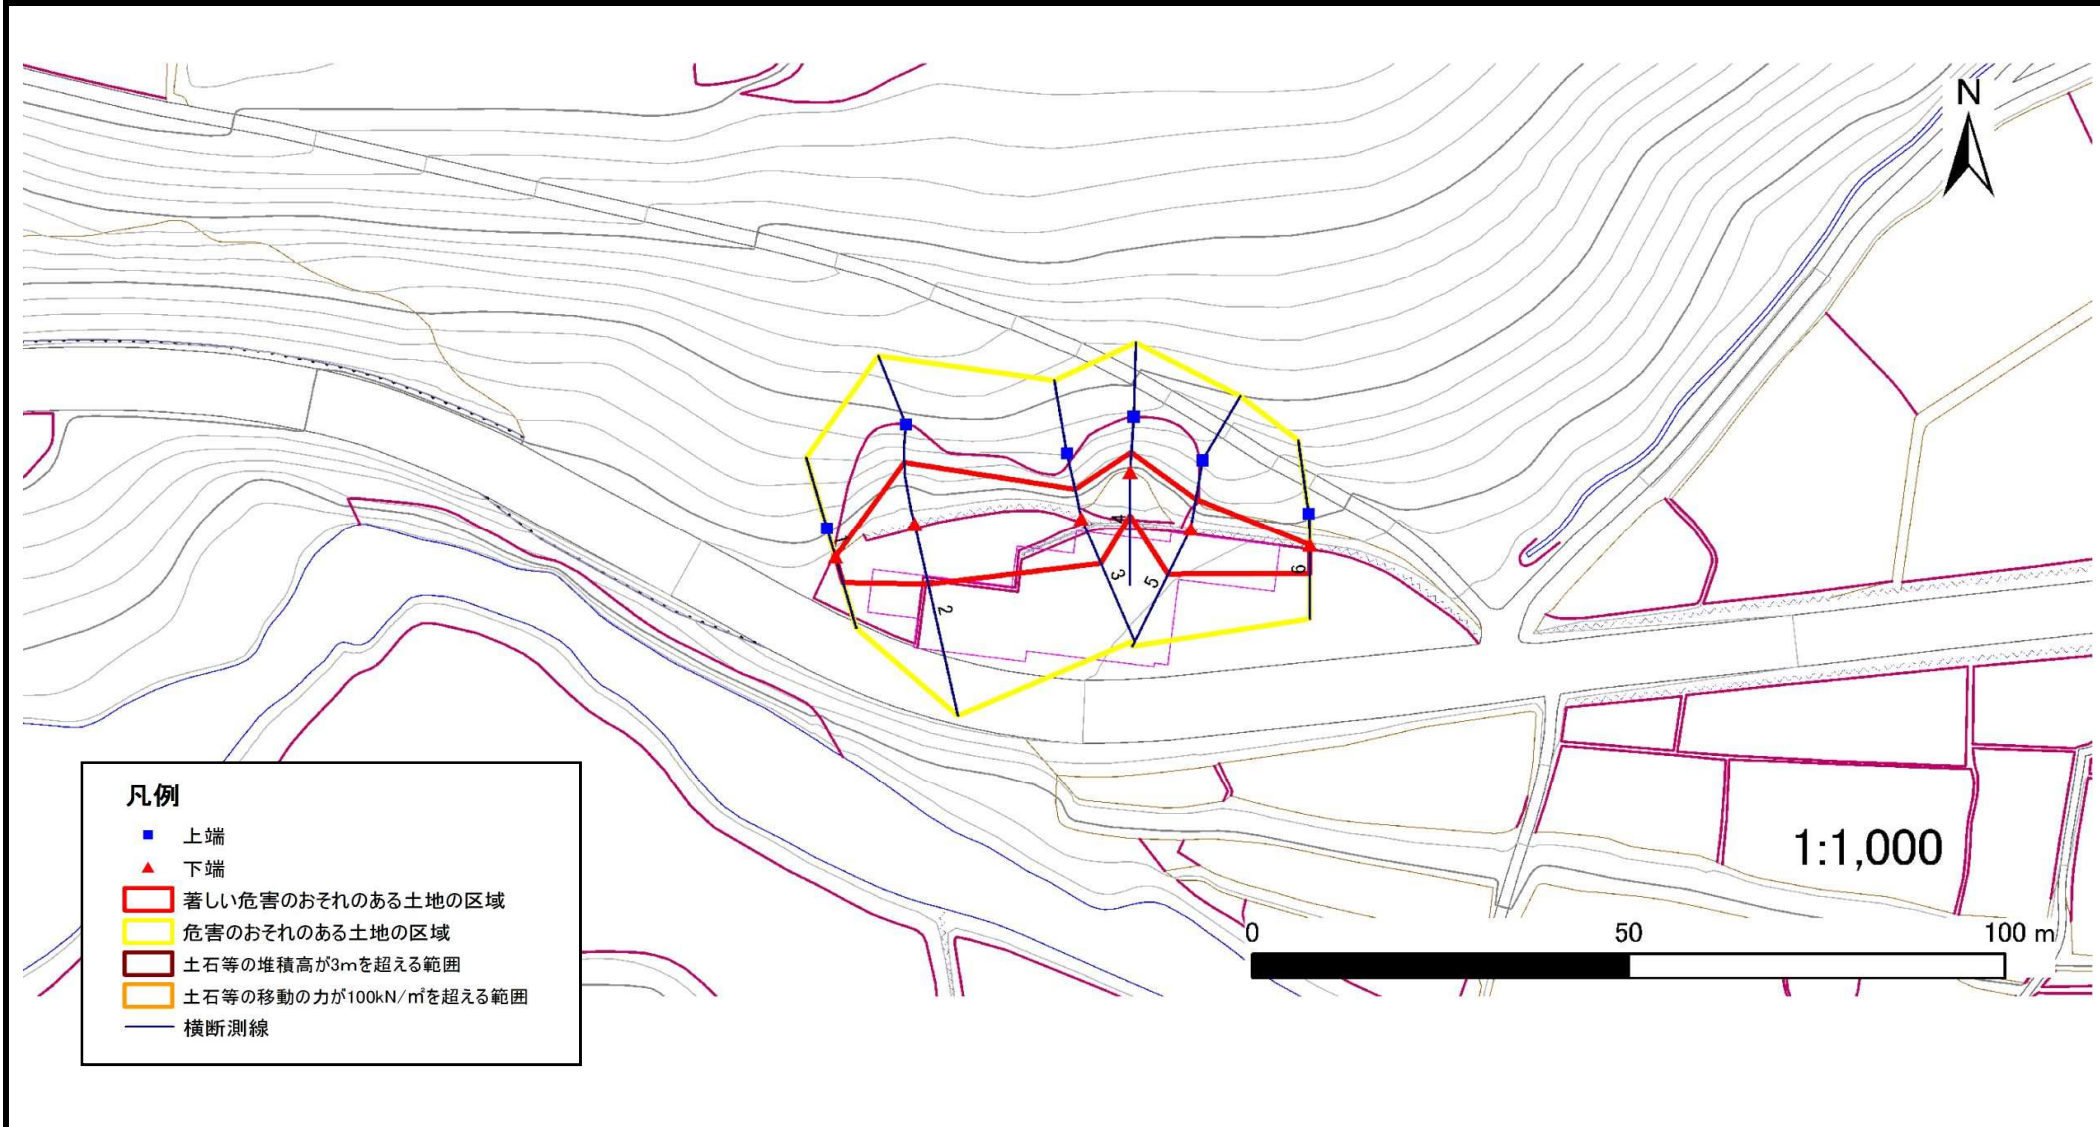 N
1
2
3
4
5
6
凡例
上端
下端
著しい危害のおそれのある土地の区域
危害のおそれのある土地の区域
土石等の堆積高が3mを超える範囲
土石等の移動の力が100kN/㎡を超える範囲
横断測線
1:1,000
0 50 100 m